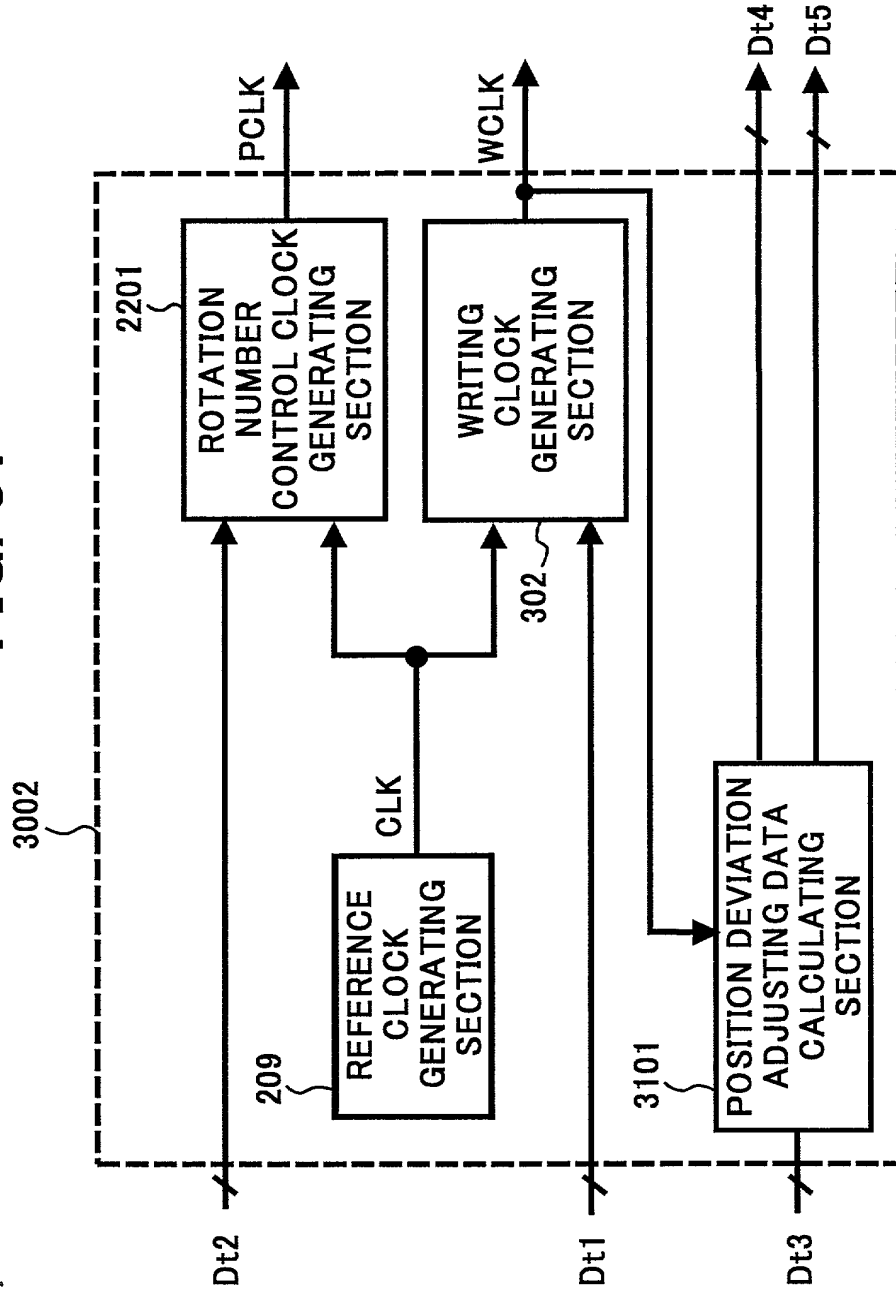 3002
Dt2
2201
ROTATION
NUMBER
CONTROL CLOCK
GENERATING
SECTION
PCLK
209
REFERENCE
CLOCK
GENERATING
SECTION
CLK
302
WRITING
CLOCK
GENERATING
SECTION
WCLK
Dt1
3101
POSITION DEVIATION
ADJUSTING DATA
CALCULATING
SECTION
Dt3
Dt4
Dt5